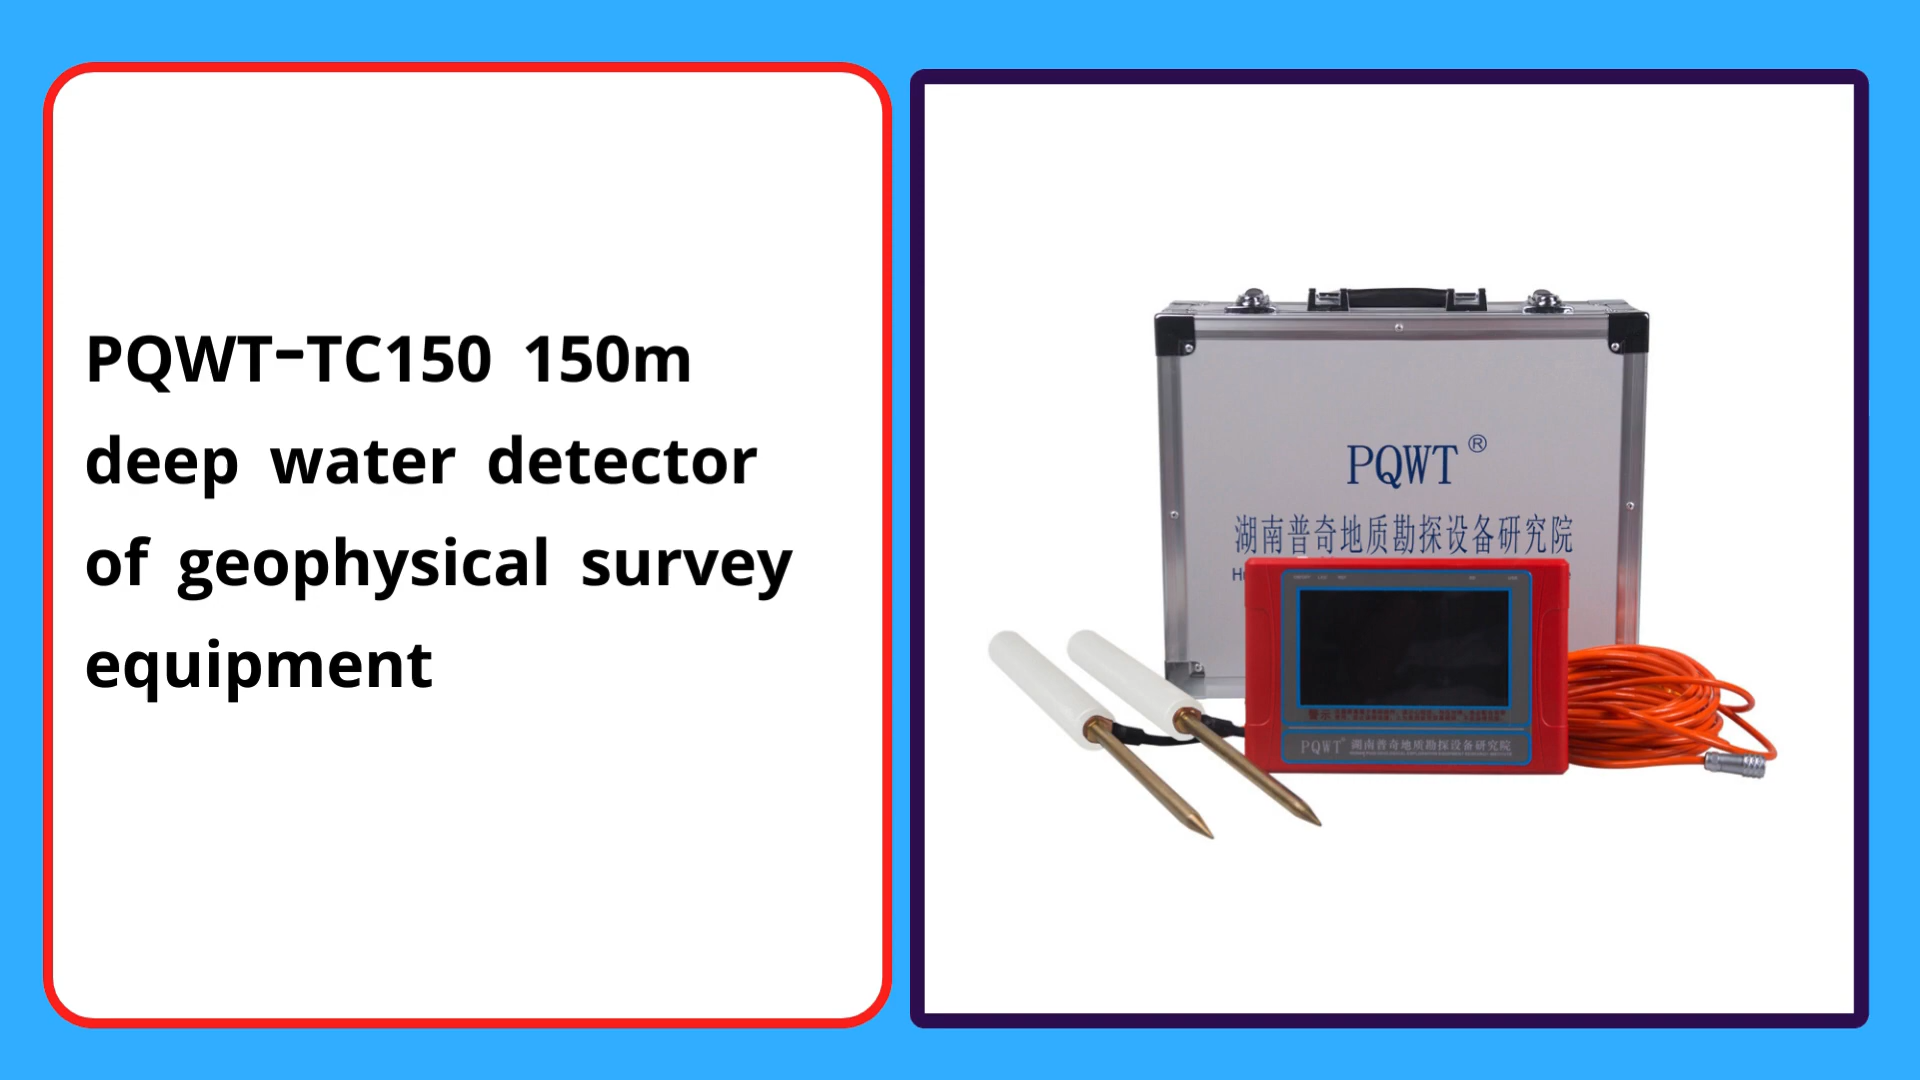 PQWT-TC150 150m
deep water detector
of geophysical survey
equipment
PQWT®
湖南普奇地质勘探设备研究院
警示
PQWT® 湖南普奇地质勘探设备研究院